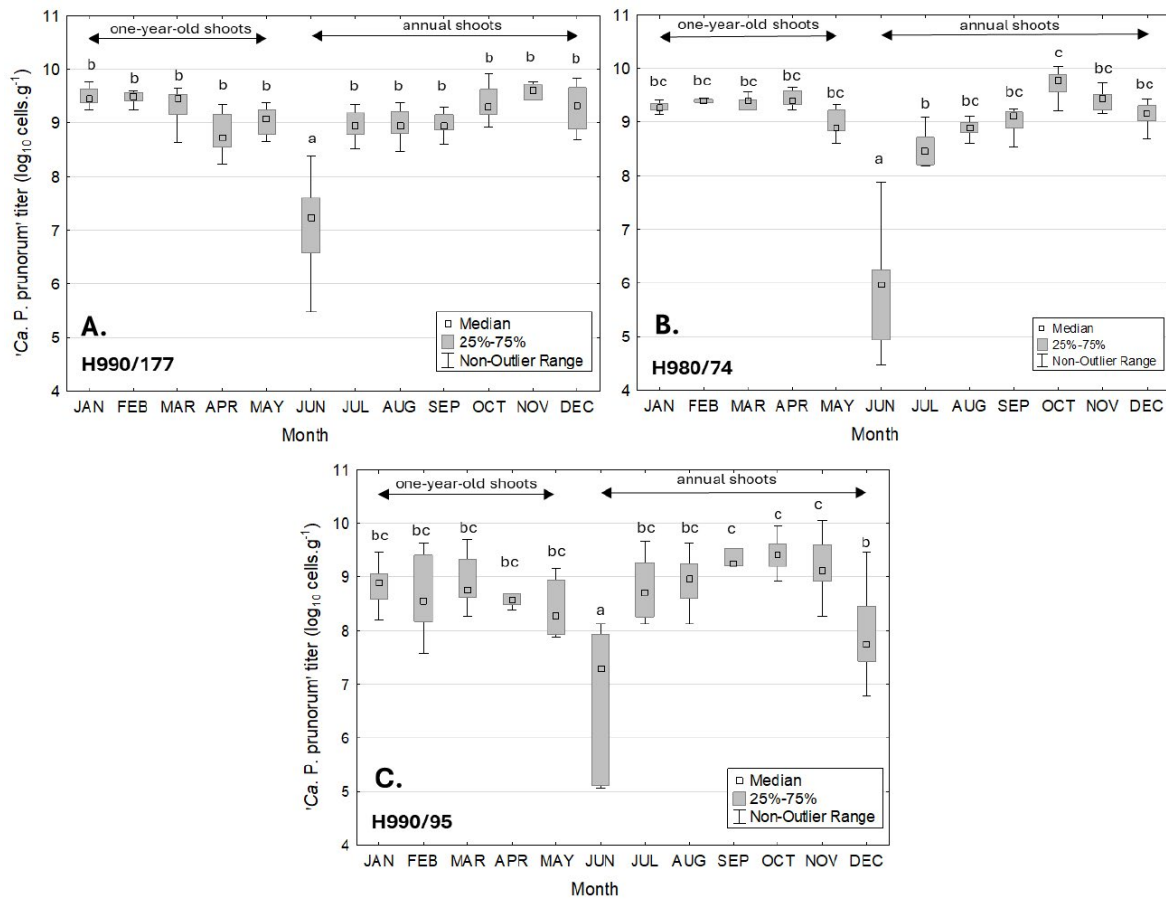 one-year-old shoots annual shoots
b b b b b a b b b b b b
11
10
9
8
7
6
5
4
'Ca. P. prunorum' titer (log10 cells.g-1)
A.
H990/177
Median
25%-75%
Non-Outlier Range
JAN FEB MAR APR MAY JUN JUL AUG SEP OCT NOV DEC
Month
one-year-old shoots annual shoots
bc bc bc bc bc a b bc bc c bc bc
11
10
9
8
7
6
5
4
B.
H980/74
Median
25%-75%
Non-Outlier Range
JAN FEB MAR APR MAY JUN JUL AUG SEP OCT NOV DEC
Month
one-year-old shoots annual shoots
bc bc bc bc bc a bc bc c c c b
11
10
9
8
7
6
5
4
'Ca. P. prunorum' titer (log10 cells.g-1)
C.
H990/95
Median
25%-75%
Non-Outlier Range
JAN FEB MAR APR MAY JUN JUL AUG SEP OCT NOV DEC
Month